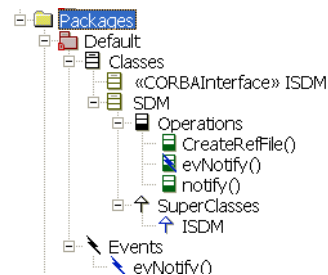 Packages
Default
Classes
«CORBAInterface» ISDM
SDM
Operations
CreateRefFile()
evNotify()
notify()
SuperClasses
ISDM
Events
evNotify()